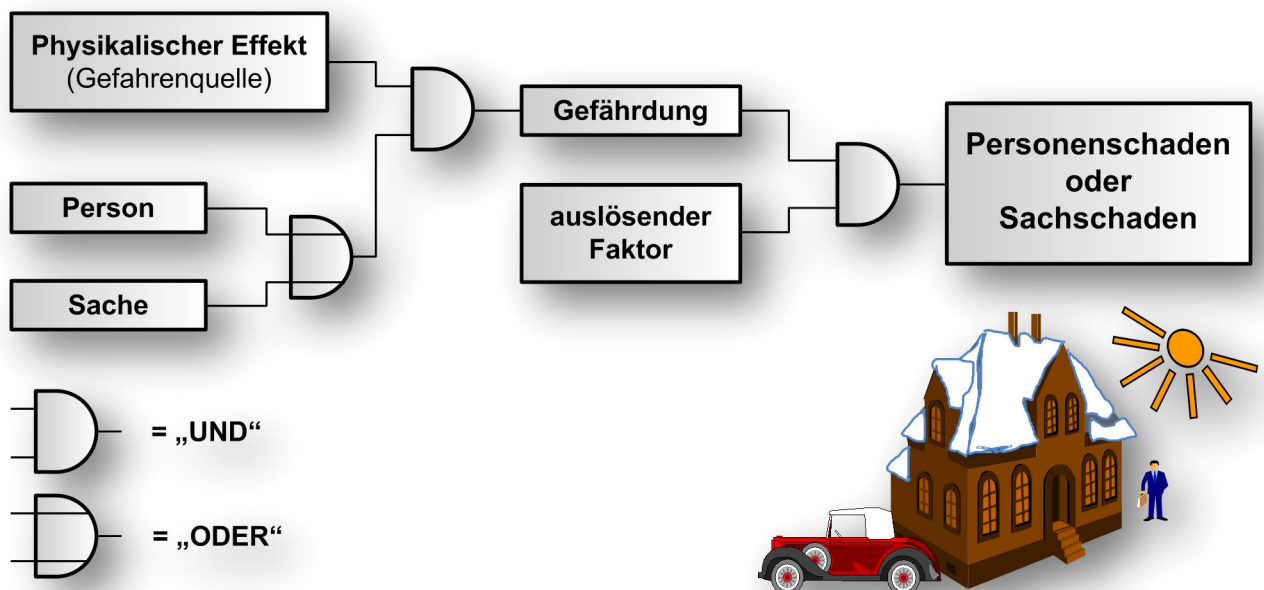 Physikalischer Effekt
(Gefahrenquelle)
Person
Sache
Gefährdung
auslösender
Faktor
Personenschaden
oder
Sachschaden
= „UND“
= „ODER“